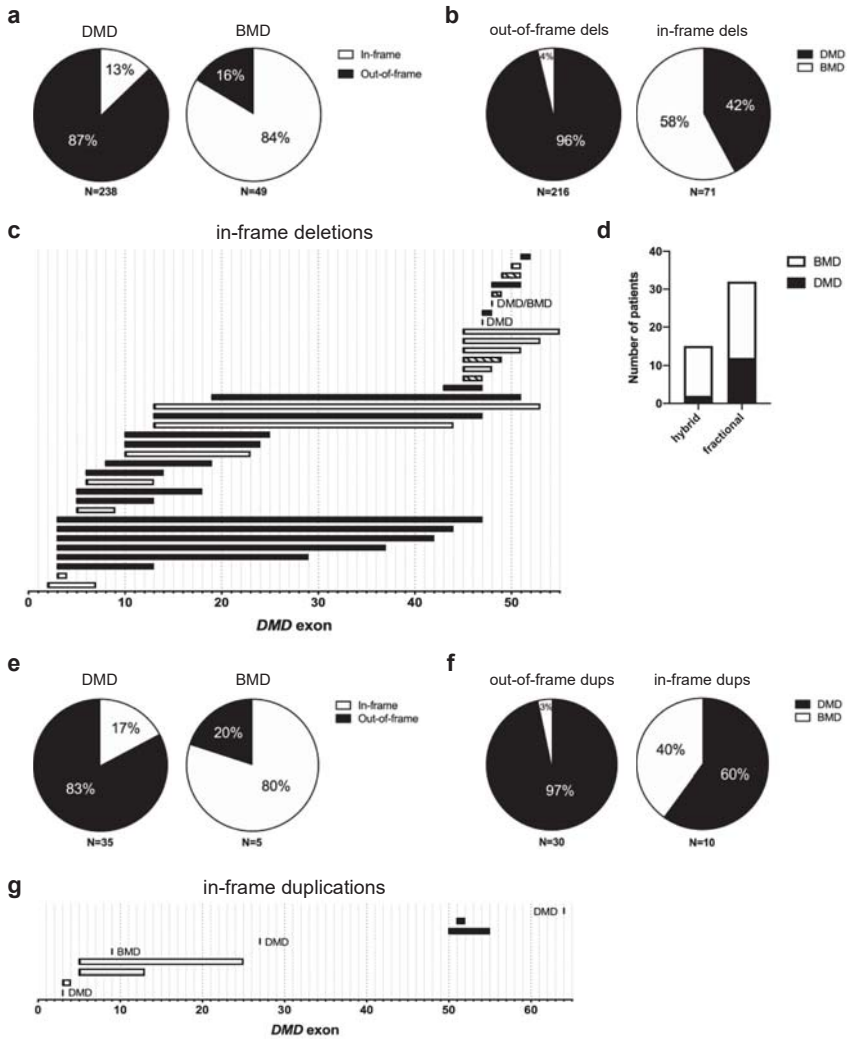 a
DMD
BMD
In-frame
Out-of-frame
13%
87%
16%
84%
N=238
N=49
b
out-of-frame dels
in-frame dels
DMD
BMD
4%
96%
58%
42%
N=216
N=71
c
in-frame deletions
DMD/BMD
DMD
0 10 20 30 40 50
DMD exon
d
BMD
DMD
Number of patients
40
30
20
10
0
hybrid
fractional
e
DMD
BMD
In-frame
Out-of-frame
17%
83%
20%
80%
N=35
N=5
f
out-of-frame dups
in-frame dups
DMD
BMD
3%
97%
40%
60%
N=30
N=10
g
in-frame duplications
DMD
DMD
BMD
DMD
0 10 20 30 40 50 60
DMD exon